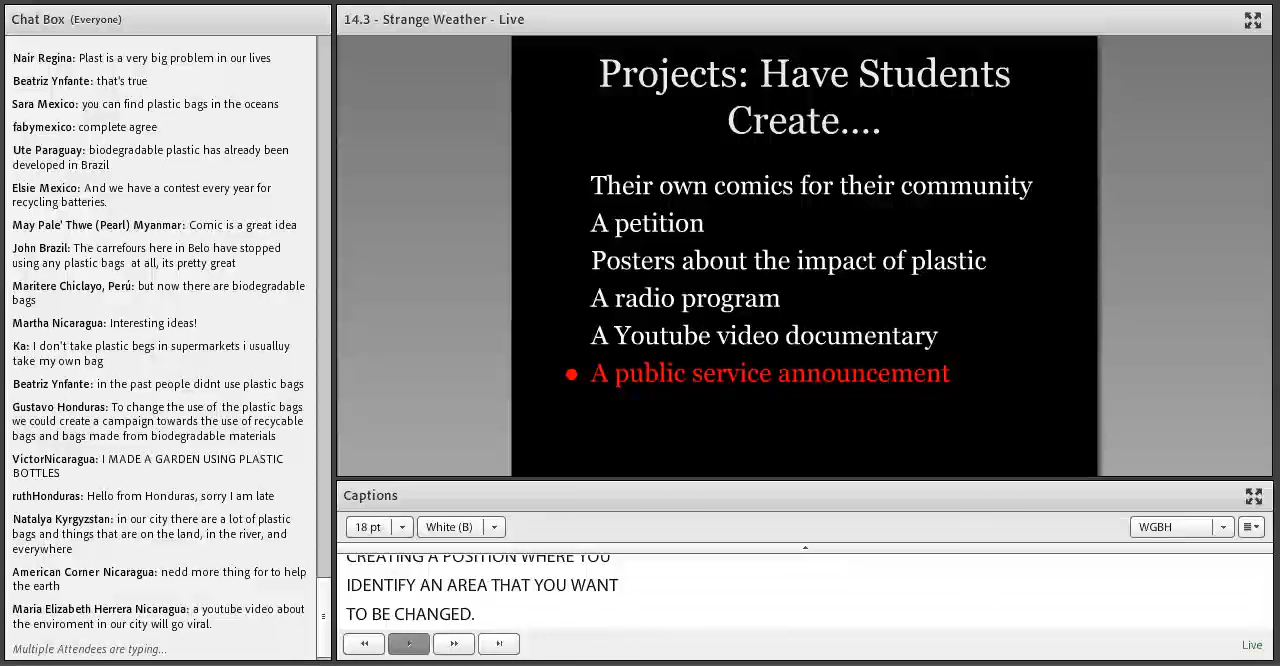 Chat Box (Everyone)
Nair Regina: Plast is a very big problem in our lives
Beatriz Ynfante: that's true
Sara Mexico: you can find plastic bags in the oceans
fabymexico: complete agree
Ute Paraguay: biodegradable plastic has already been
developed in Brazil
Elsie Mexico: And we have a contest every year for
recycling batteries.
May Pale' Thwe (Pearl) Myanmar: Comic is a great idea
John Brazil: The carrefours here in Belo have stopped
using any plastic bags at all, its pretty great
Maritere Chiclayo, Perú: but now there are biodegradable
bags
Martha Nicaragua: Interesting ideas!
Ka: I don't take plastic begs in supermarkets i usualluy
take my own bag
Beatriz Ynfante: in the past people didnt use plastic bags
Gustavo Honduras: To change the use of the plastic bags
we could create a campaign towards the use of recycable
bags and bags made from biodegradable materials
VictorNicaragua: I MADE A GARDEN USING PLASTIC
BOTTLES
ruthHonduras: Hello from Honduras, sorry I am late
Natalya Kyrgyzstan: in our city there are a lot of plastic
bags and things that are on the land, in the river, and
everywhere
American Corner Nicaragua: nedd more thing for to help
the earth
Maria Elizabeth Herrera Nicaragua: a youtube video about
the enviroment in our city will go viral.
Multiple Attendees are typing...
14.3 - Strange Weather - Live
Projects: Have Students
Create....
Their own comics for their community
A petition
Posters about the impact of plastic
A radio program
A Youtube video documentary
• A public service announcement
Captions
18 pt White (B) WGBH
CREATING A POSITION WHERE YOU
IDENTIFY AN AREA THAT YOU WANT
TO BE CHANGED.
Live